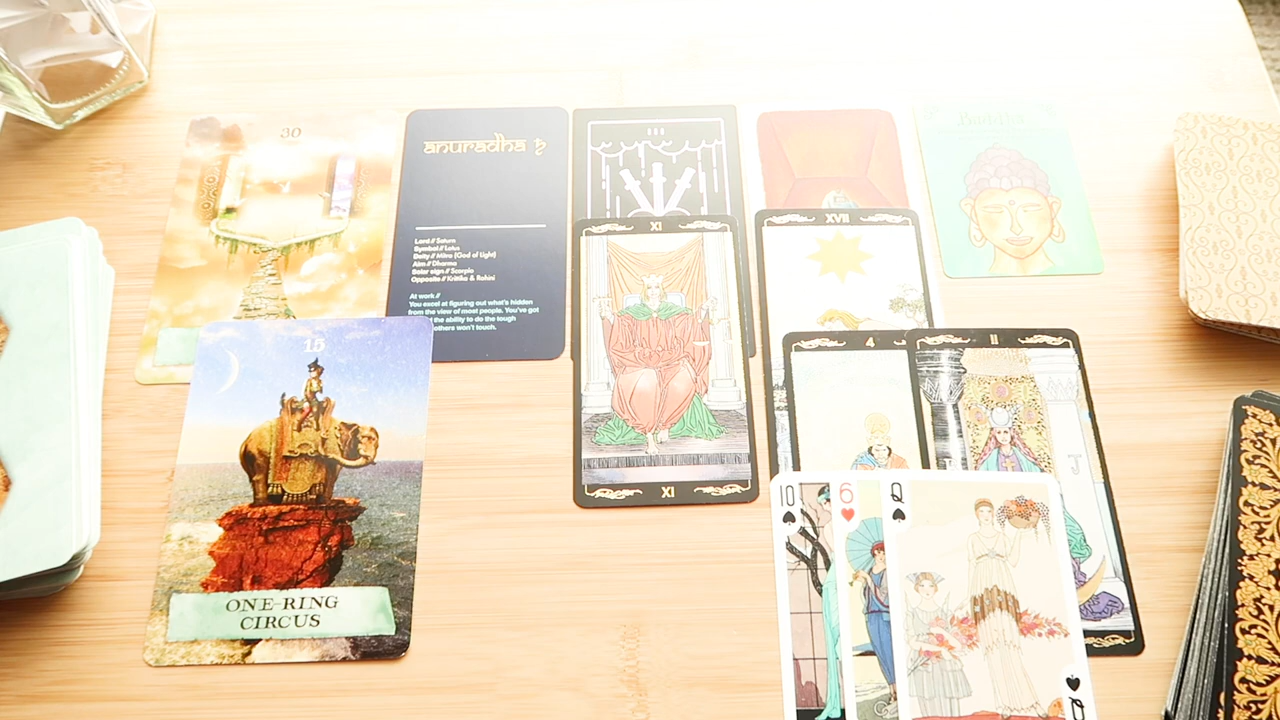 30
anuradha
Lord // Saturn
Symbol // Lotus
Deity // Mitra (God of Light)
Aim // Dharma
Solar sign // Scorpio
Opposite // Krittika & Rohini
At work //
You excel at figuring out what's hidden
from the view of most people. You've got
the ability to do the tough
others won't touch.
III
Buddha
XI
XI
XVII
4
II
J
15
ONE-RING
CIRCUS
10
6
Q
Q